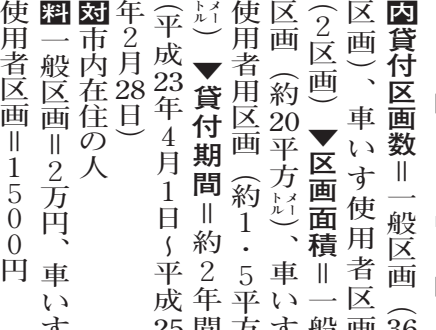 内貸付区画数＝一般区画（36
区画）、車いす使用者区画
（2区画）▼区画面積＝一般
区画（約20平方メートル）、車いす
使用者用区画（約1・5平方
メートル）▼貸付期間＝約2年間
（平成23年4月1日～平成25
年2月28日）
対市内在住の人
料一般区画＝2万円、車いす
使用者区画＝1500円